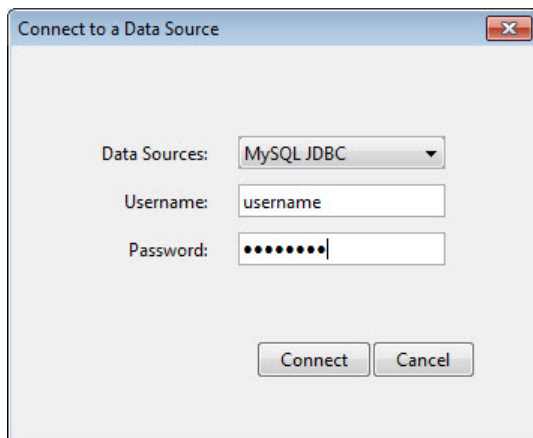 Connect to a Data Source
Data Sources: MySQL JDBC
Username: username
Password: ••••••••
Connect Cancel